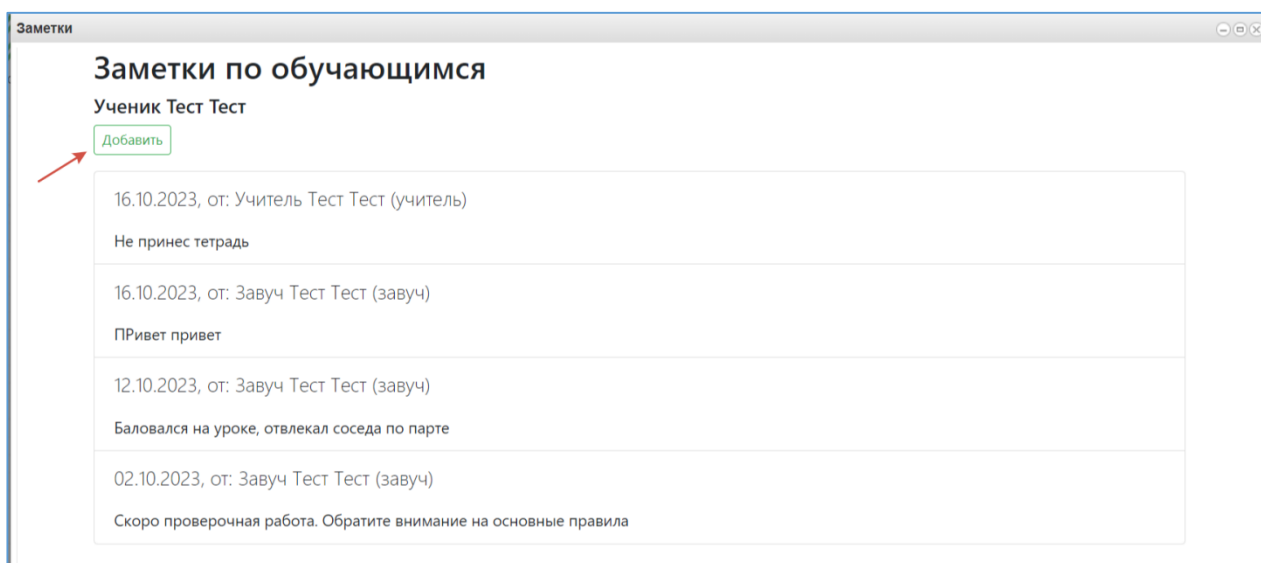 Заметки
Заметки по обучающимся
Ученик Тест Тест
Добавить
16.10.2023, от: Учитель Тест Тест (учитель)
Не принес тетрадь
16.10.2023, от: Завуч Тест Тест (завуч)
ПРивет привет
12.10.2023, от: Завуч Тест Тест (завуч)
Баловался на уроке, отвлекал соседа по парте
02.10.2023, от: Завуч Тест Тест (завуч)
Скоро проверочная работа. Обратите внимание на основные правила